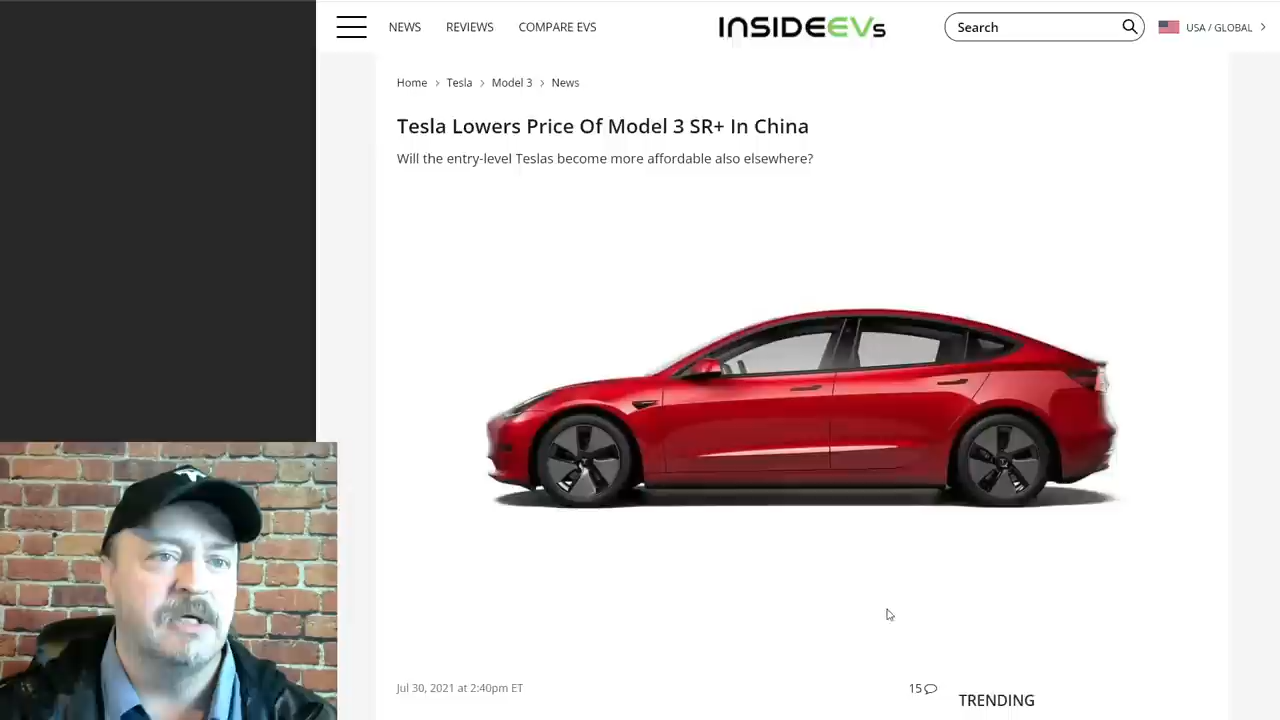 NEWS REVIEWS COMPARE EVS INSIDEEVs Search USA / GLOBAL
Home > Tesla > Model 3 > News
Tesla Lowers Price Of Model 3 SR+ In China
Will the entry-level Teslas become more affordable also elsewhere?
Jul 30, 2021 at 2:40pm ET 15
TRENDING